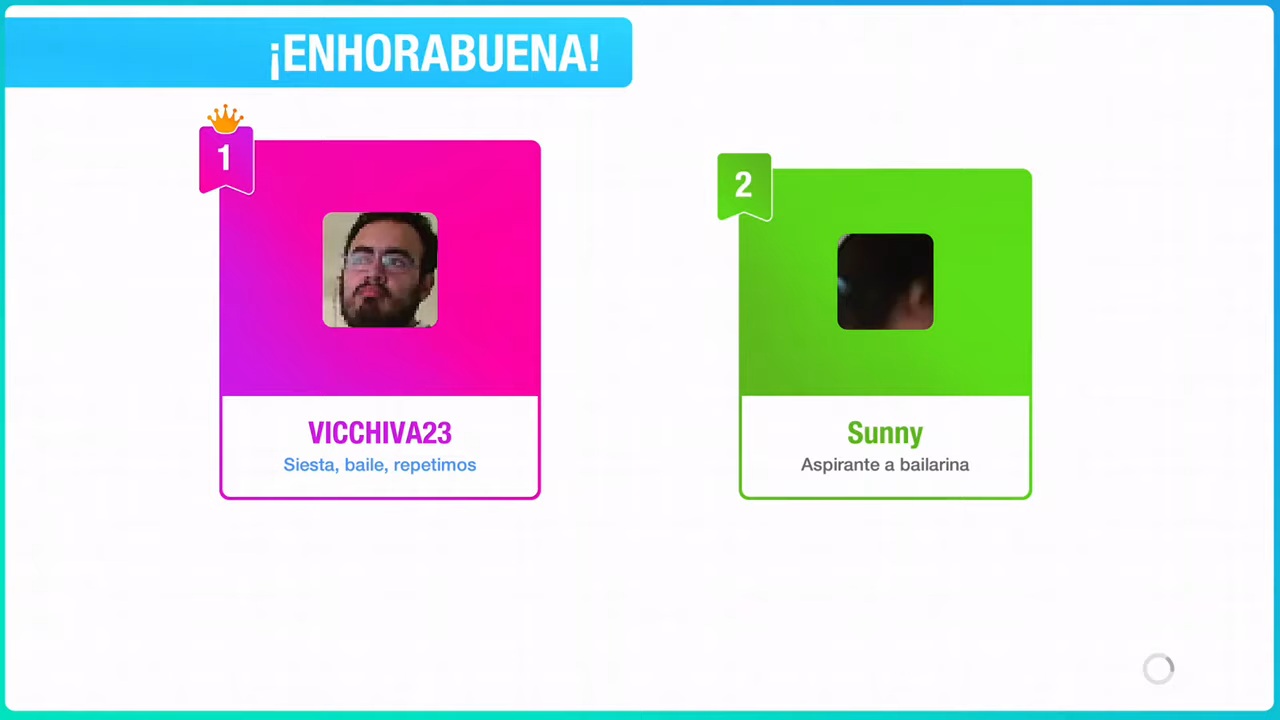 ¡ENHORABUENA!
1
VICCHIVA23
Siesta, baile, repetimos
2
Sunny
Aspirante a bailarina